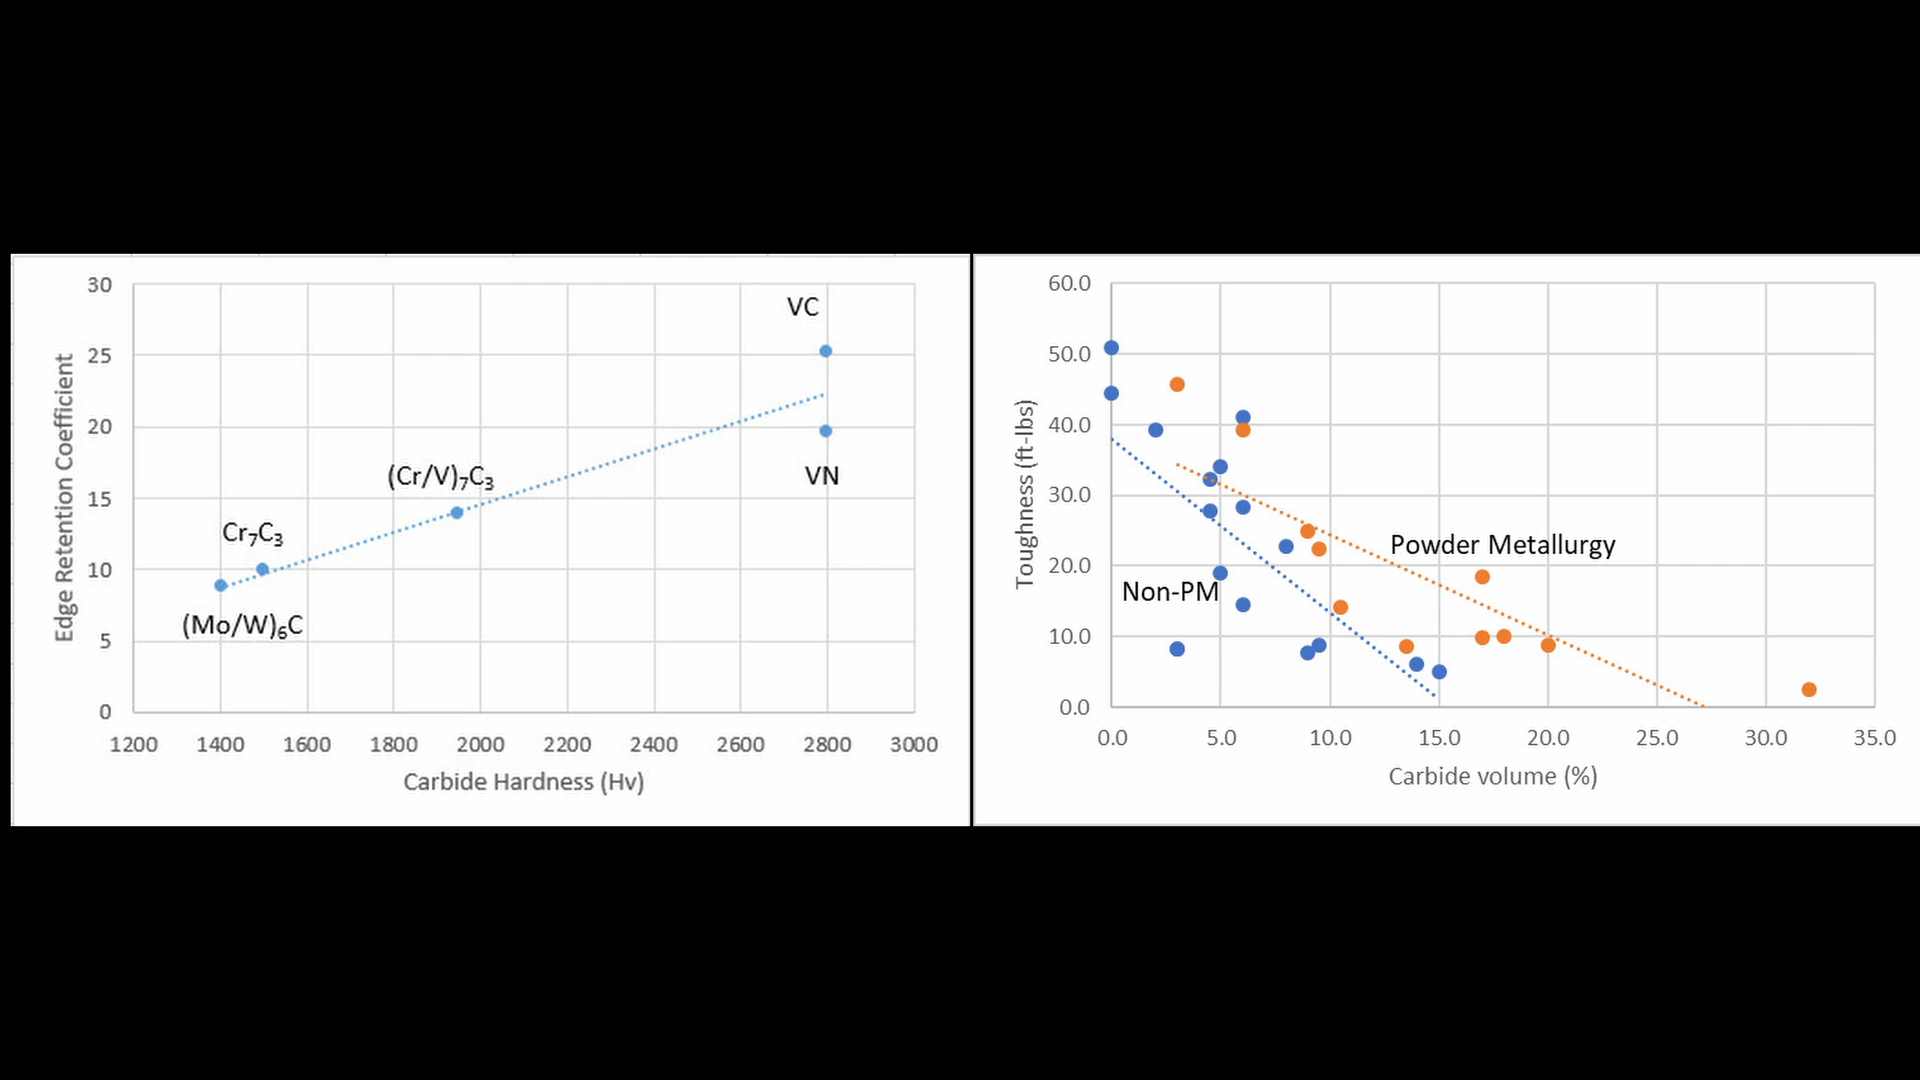 30
25
20
15
10
5
0
Edge Retention Coefficient
VC
VN
(Cr/V)₇C₃
Cr₇C₃
(Mo/W)₆C
1200 1400 1600 1800 2000 2200 2400 2600 2800 3000
Carbide Hardness (Hv)
60.0
50.0
40.0
30.0
20.0
10.0
0.0
Toughness (ft-lbs)
Powder Metallurgy
Non-PM
0.0 5.0 10.0 15.0 20.0 25.0 30.0 35.0
Carbide volume (%)